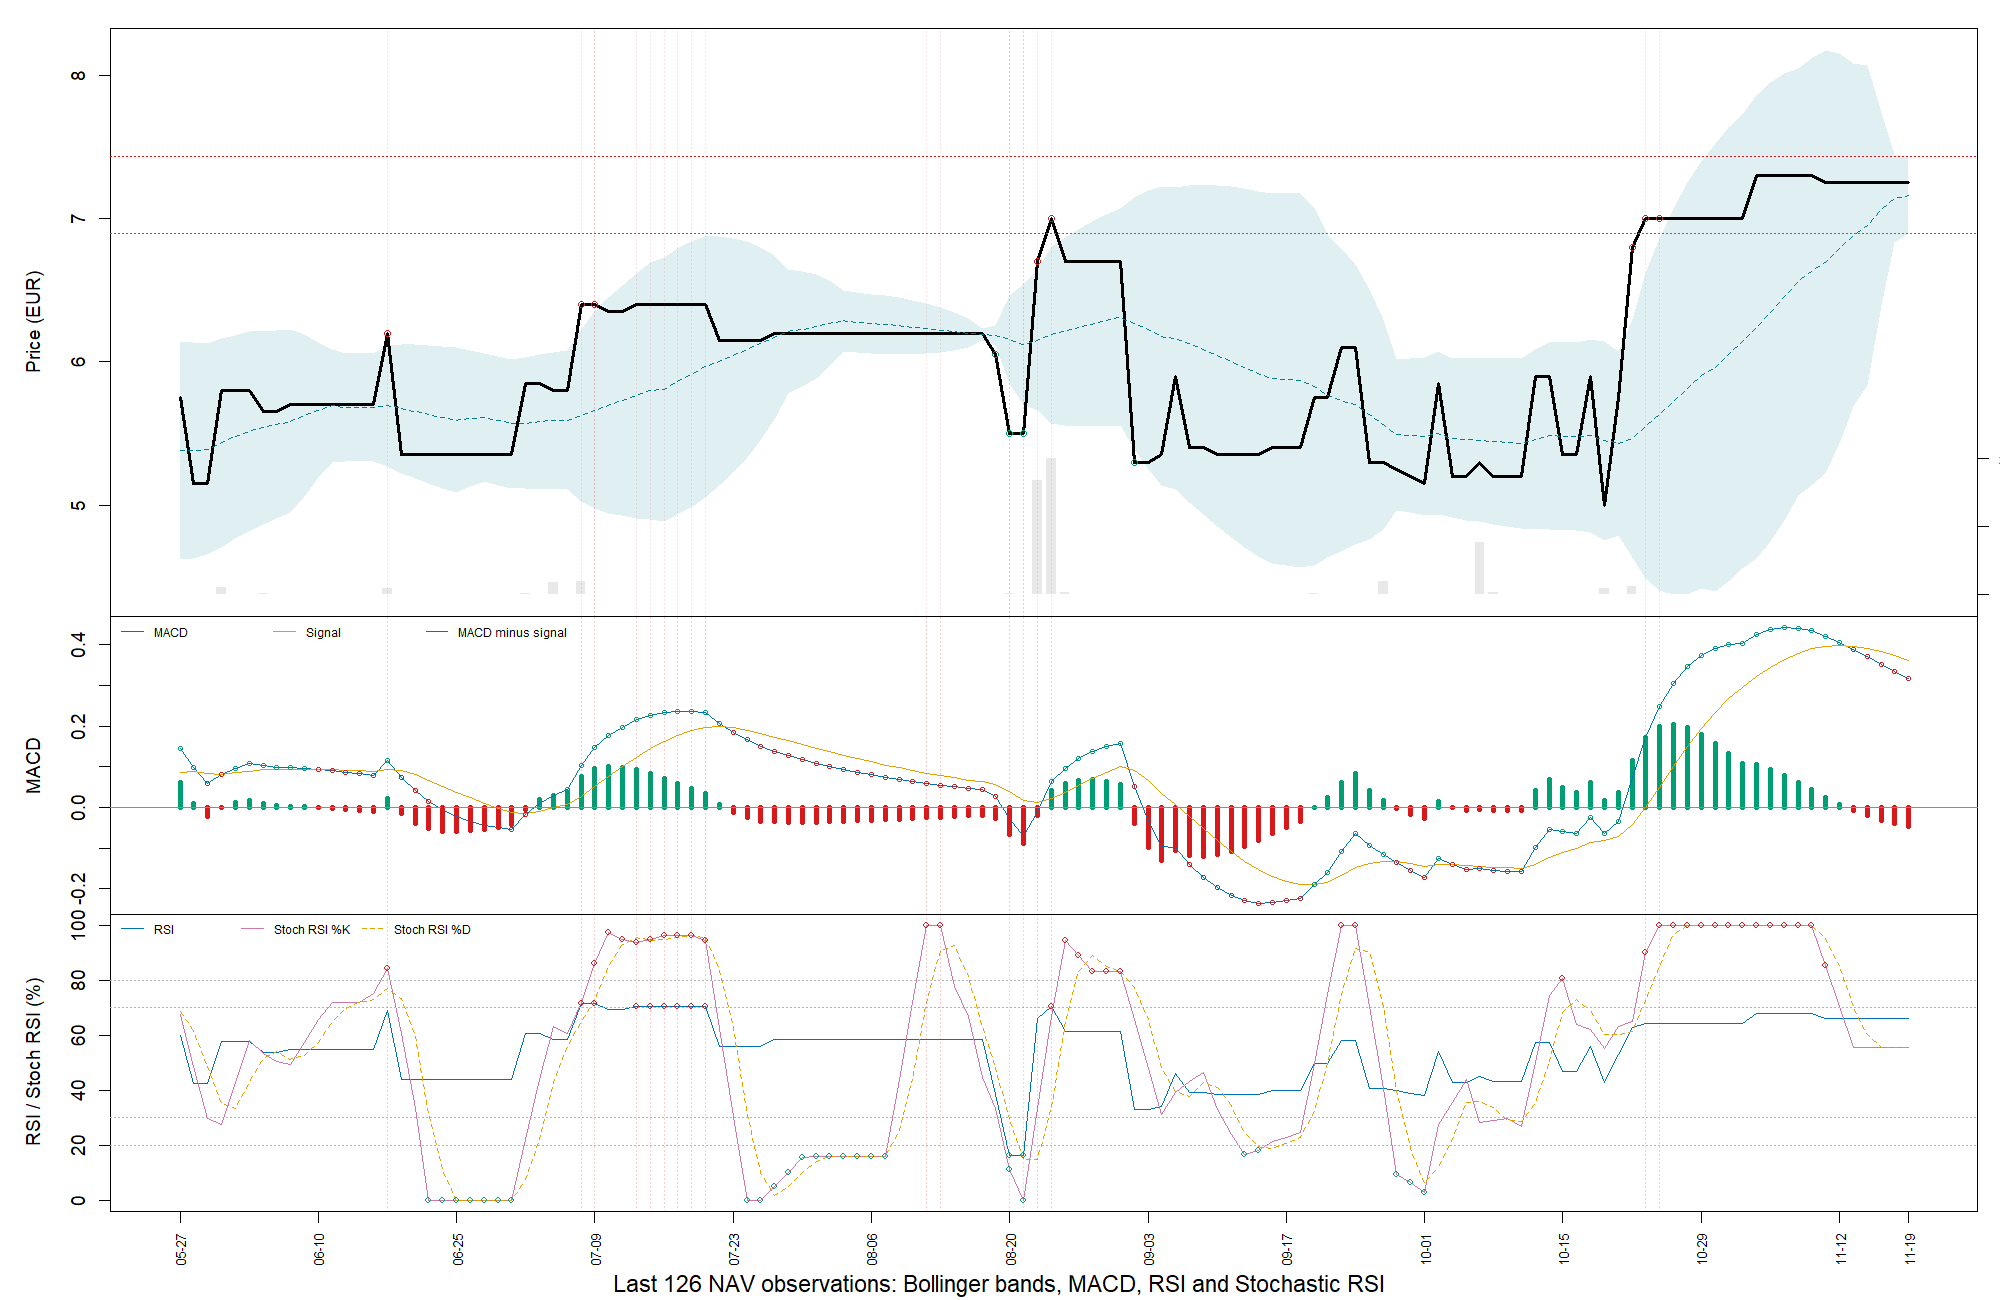 8
7
6
5
Price (EUR)
MACD
Signal
MACD minus signal
0.4
0.2
0.0
-0.2
MACD
RSI
Stoch RSI %K
Stoch RSI %D
100
80
60
40
20
0
RSI / Stoch RSI (%)
05-27
06-10
06-25
07-09
07-23
08-06
08-20
09-03
09-17
10-01
10-15
10-29
11-12
11-19
Last 126 NAV observations: Bollinger bands, MACD, RSI and Stochastic RSI